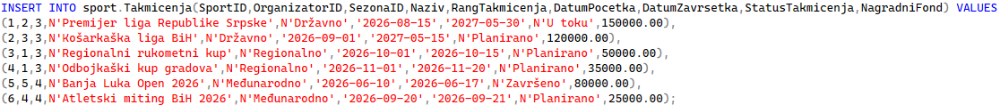 INSERT INTO sport.Takmicenja(SportID,OrganizatorID,SezonaID,Naziv,RangTakmicenja,DatumPocetka,DatumZavrsetka,StatusTakmicenja,NagradniFond) VALUES
(1,2,3,N'Premijer liga Republike Srpske',N'Državno','2026-08-15','2027-05-30',N'U toku',150000.00),
(2,3,3,N'Košarkaška liga BiH',N'Državno','2026-09-01','2027-05-15',N'Planirano',120000.00),
(3,1,3,N'Regionalni rukometni kup',N'Regionalno','2026-10-01','2026-10-15',N'Planirano',50000.00),
(4,1,3,N'Odbojkaški kup gradova',N'Regionalno','2026-11-01','2026-11-20',N'Planirano',35000.00),
(5,5,4,N'Banja Luka Open 2026',N'Međunarodno','2026-06-10','2026-06-17',N'Završeno',80000.00),
(6,4,4,N'Atletski miting BiH 2026',N'Međunarodno','2026-09-20','2026-09-21',N'Planirano',25000.00);